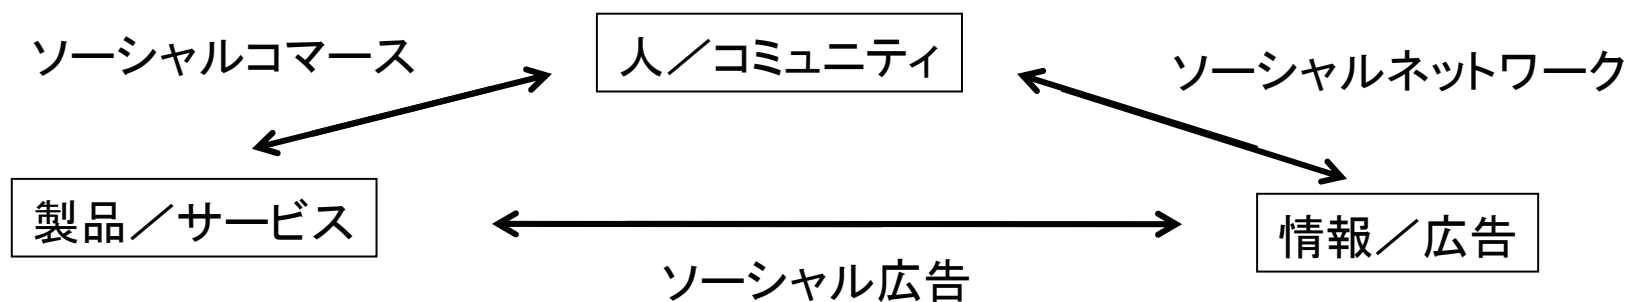 ソーシャルコマース
人／コミュニティ
ソーシャルネットワーク
製品／サービス
情報／広告
ソーシャル広告